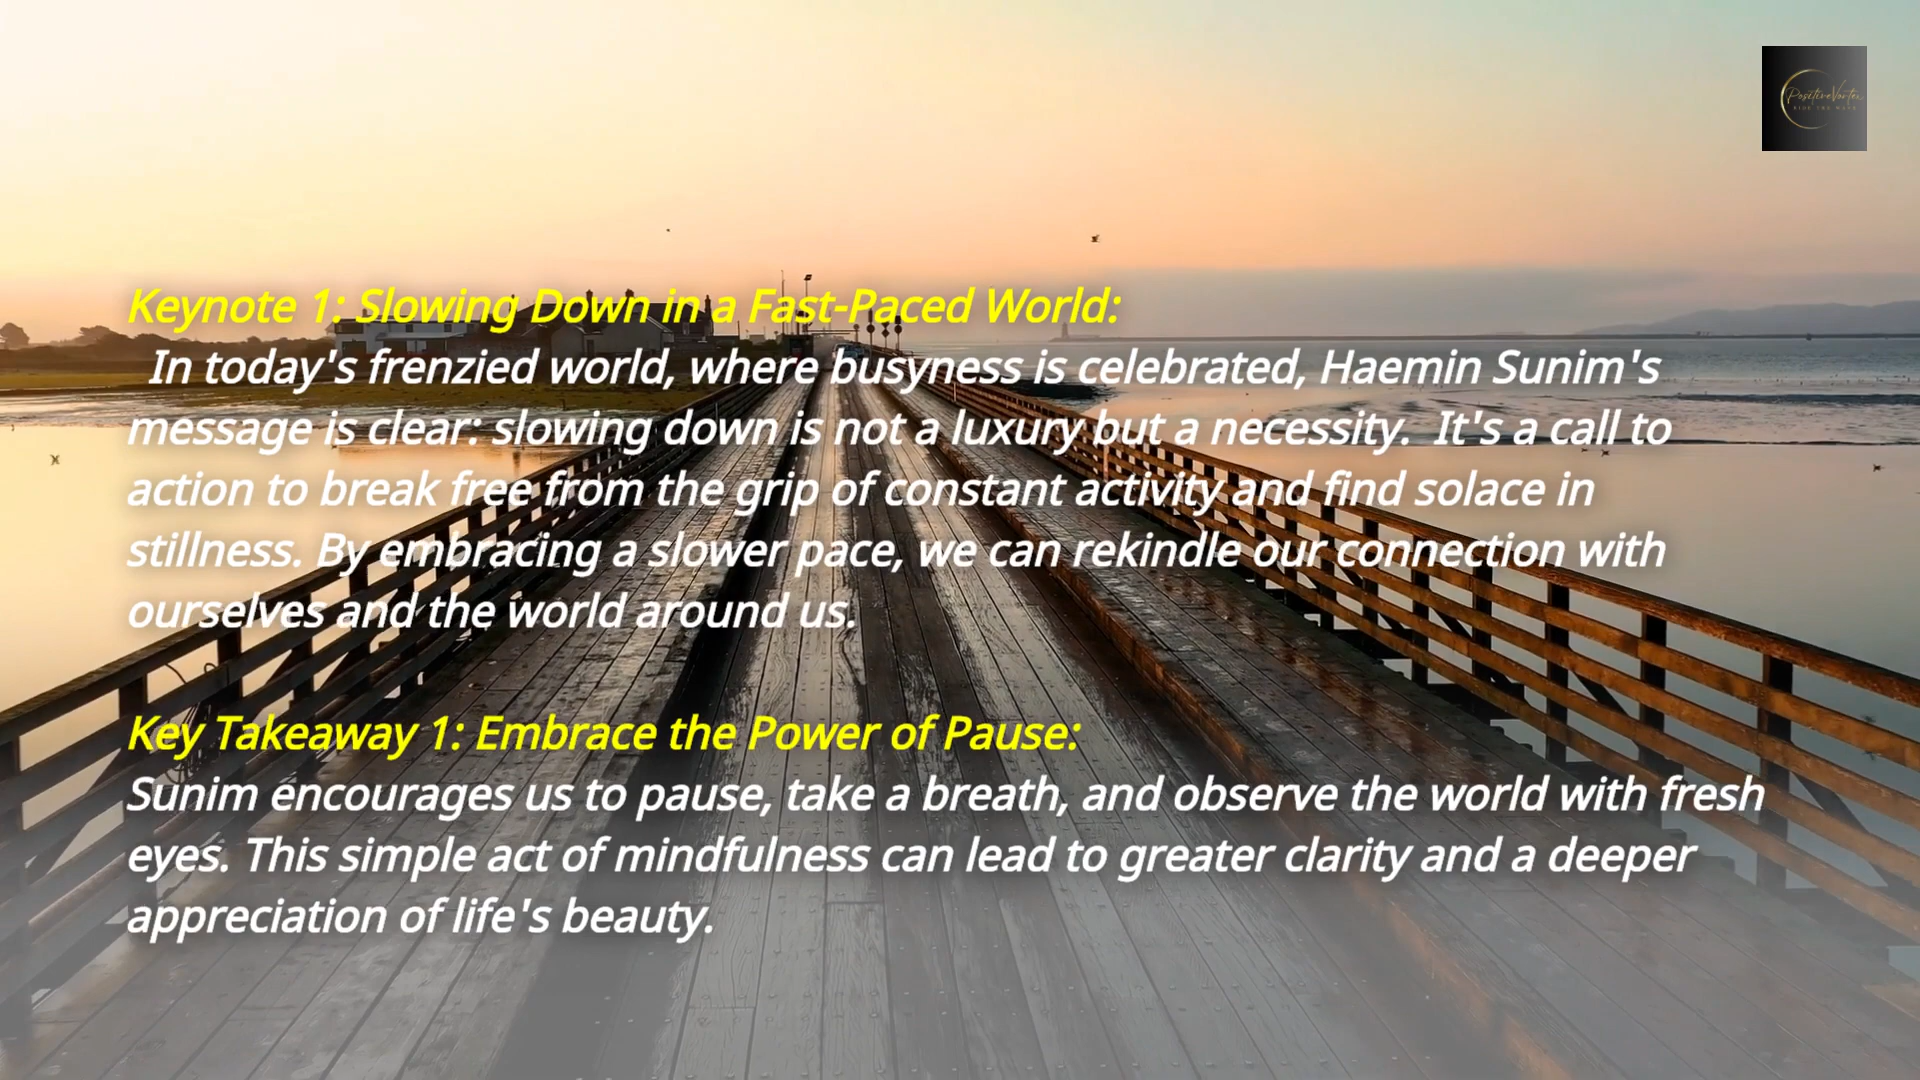 PositiveVortex
RIDE THE WAVE
Keynote 1: Slowing Down in a Fast-Paced World:
In today's frenzied world, where busyness is celebrated, Haemin Sunim's
message is clear: slowing down is not a luxury but a necessity. It's a call to
action to break free from the grip of constant activity and find solace in
stillness. By embracing a slower pace, we can rekindle our connection with
ourselves and the world around us.
Key Takeaway 1: Embrace the Power of Pause:
Sunim encourages us to pause, take a breath, and observe the world with fresh
eyes. This simple act of mindfulness can lead to greater clarity and a deeper
appreciation of life's beauty.